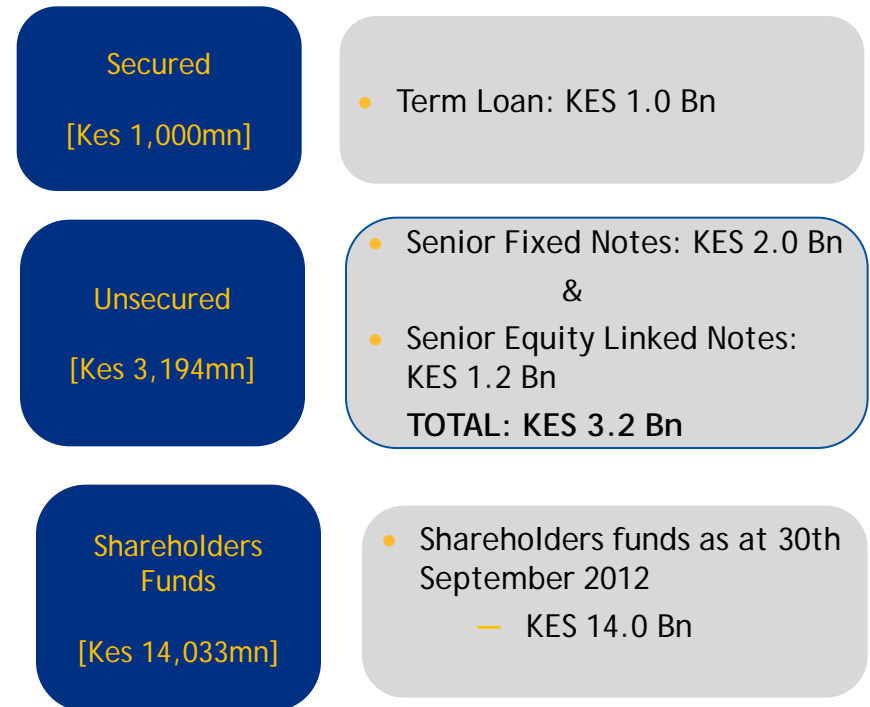 Secured
[Kes 1,000mn]
• Term Loan: KES 1.0 Bn
Unsecured
[Kes 3,194mn]
• Senior Fixed Notes: KES 2.0 Bn
&
• Senior Equity Linked Notes:
KES 1.2 Bn
TOTAL: KES 3.2 Bn
Shareholders
Funds
[Kes 14,033mn]
• Shareholders funds as at 30th
September 2012
— KES 14.0 Bn